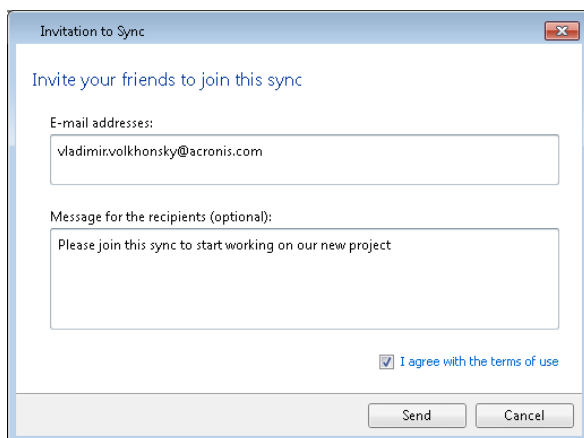 Invitation to Sync
Invite your friends to join this sync
E-mail addresses:
vladimir.volkhonsky@acronis.com
Message for the recipients (optional):
Please join this sync to start working on our new project
I agree with the terms of use
Send
Cancel